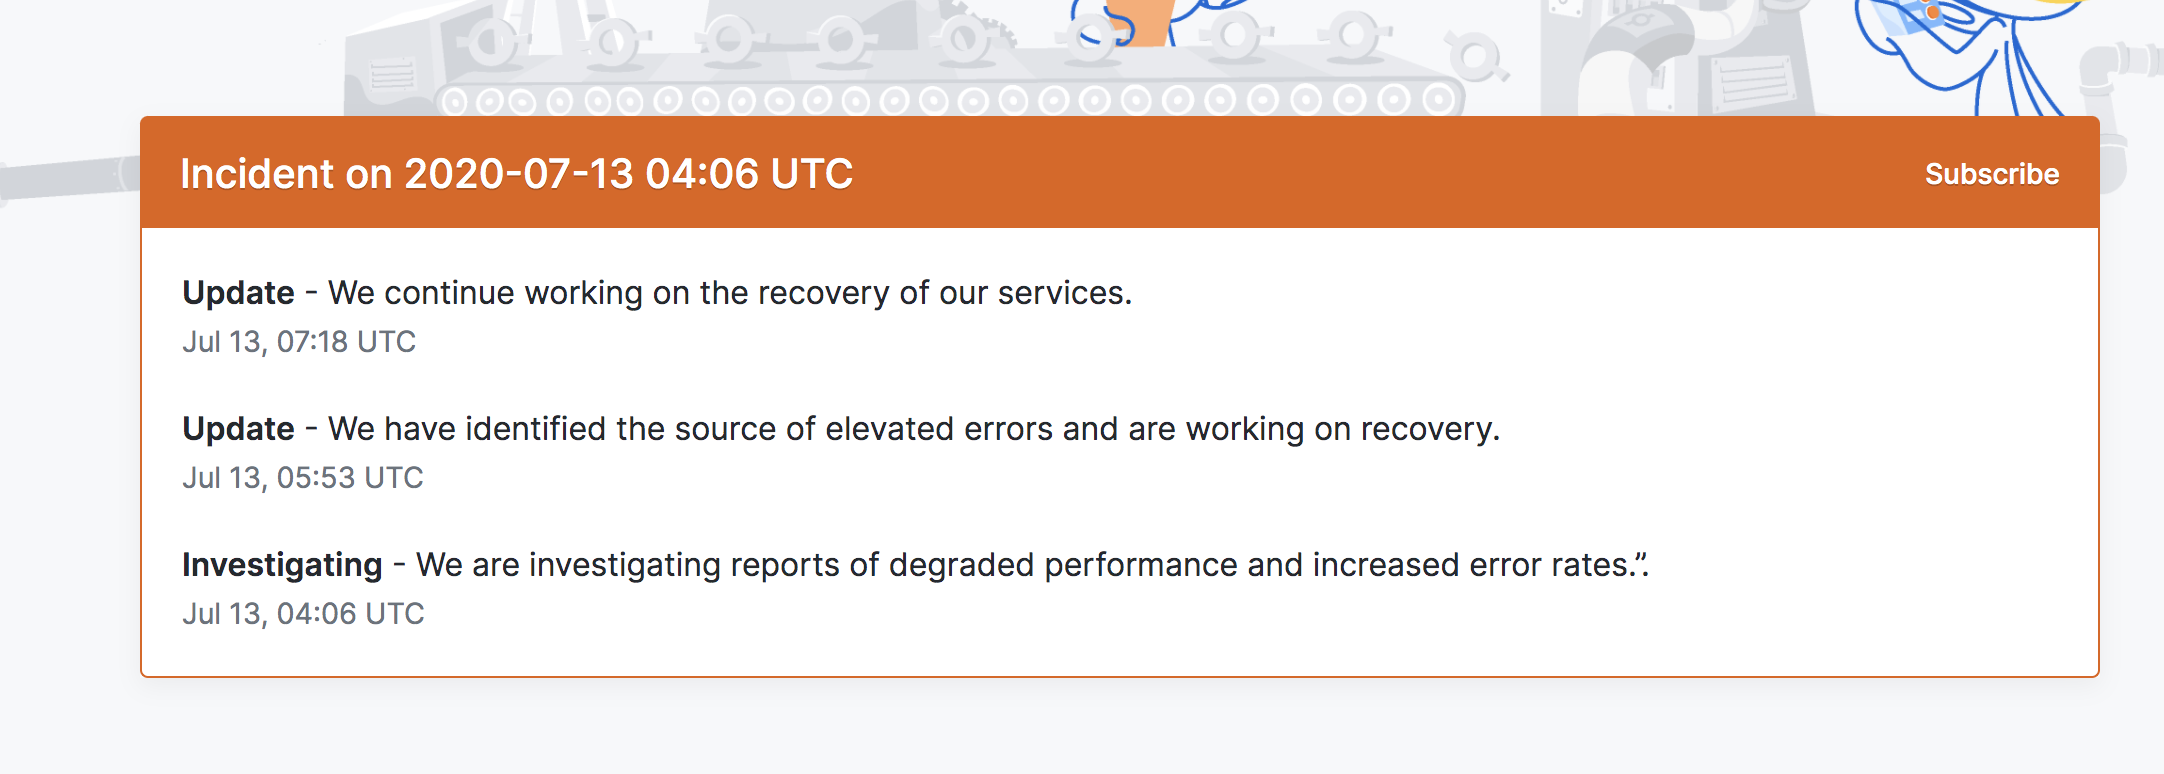 Incident on 2020-07-13 04:06 UTC
Subscribe
Update - We continue working on the recovery of our services.
Jul 13, 07:18 UTC
Update - We have identified the source of elevated errors and are working on recovery.
Jul 13, 05:53 UTC
Investigating - We are investigating reports of degraded performance and increased error rates.”.
Jul 13, 04:06 UTC